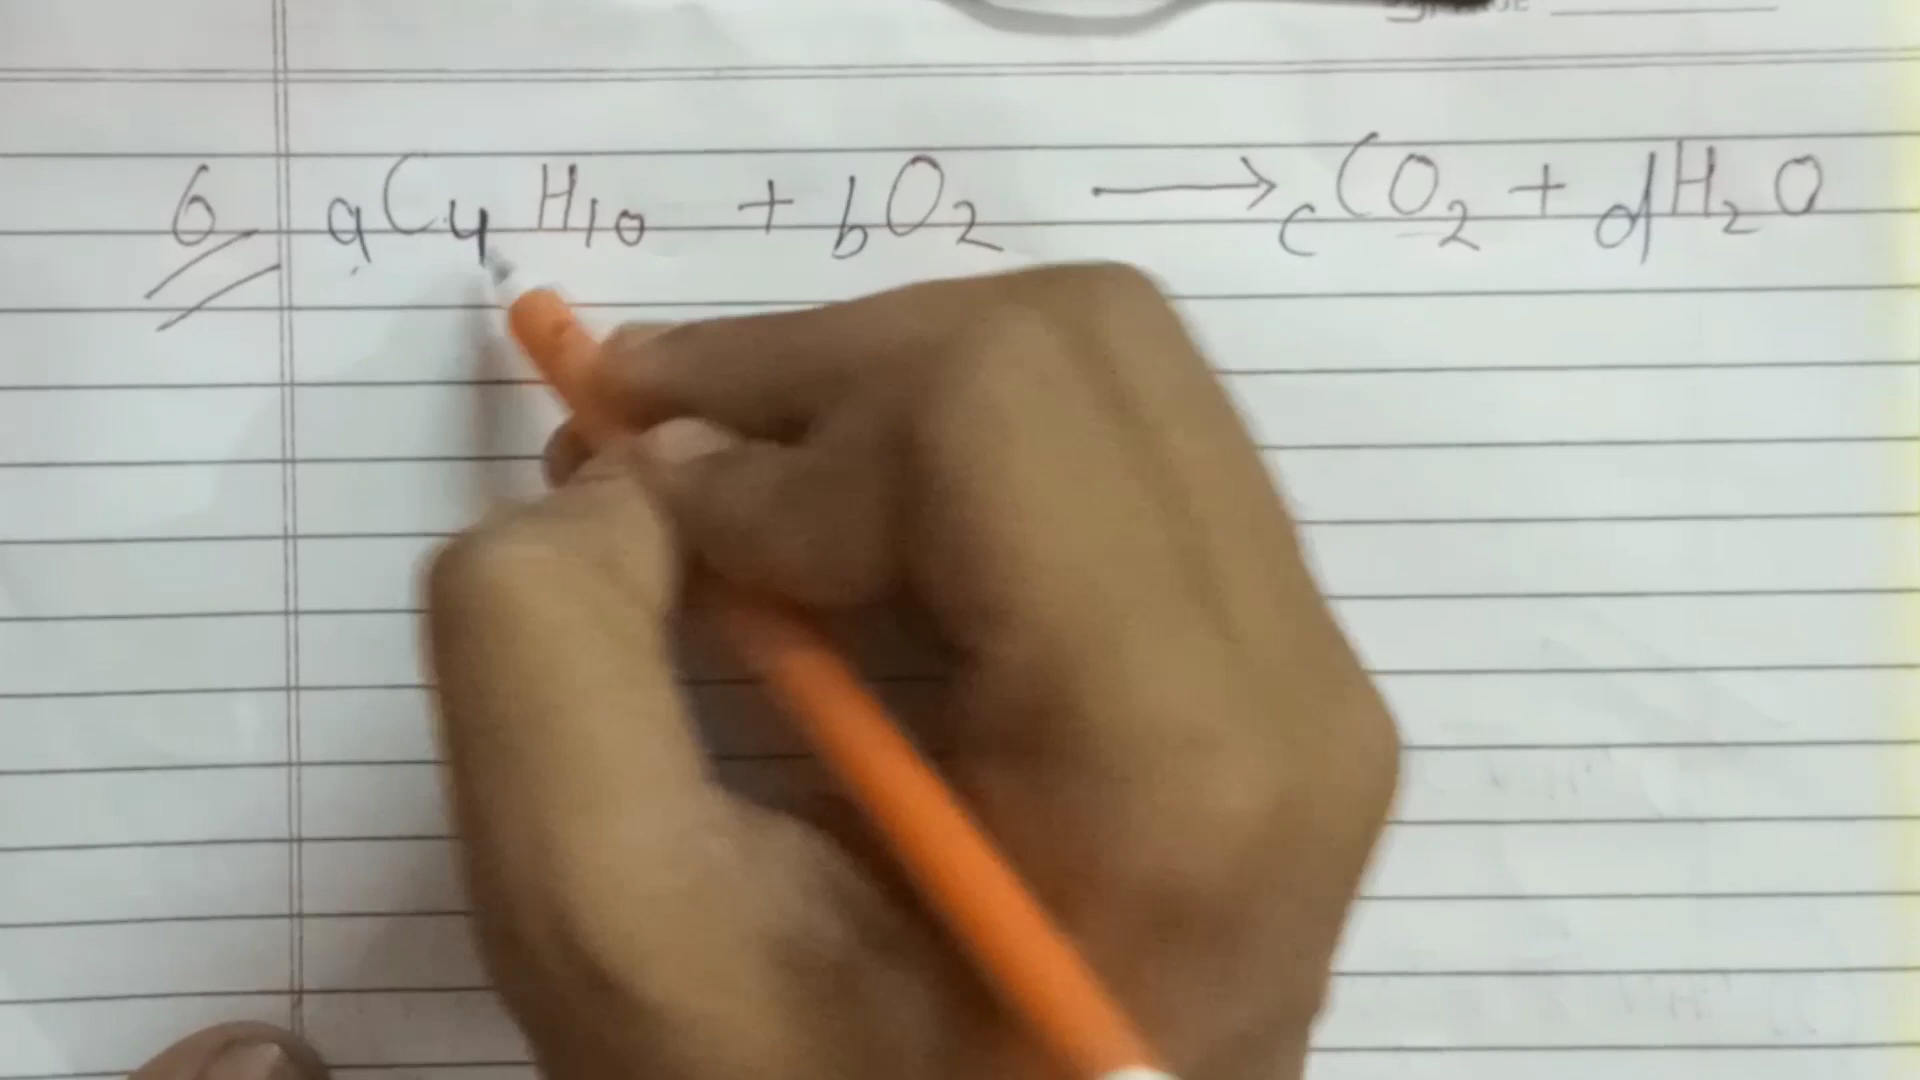 6 aC₄H₁₀ + bO₂ → cCO₂ + dH₂O